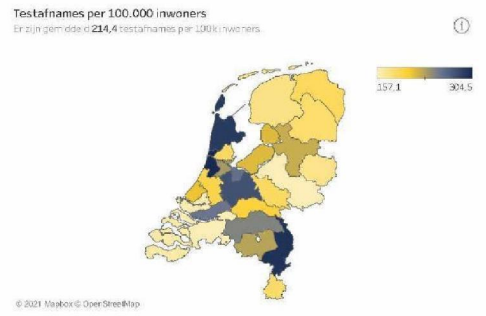 Testafnames per 100.000 inwoners
Er zijn gemiddeld 214,4 testafnames per 100k inwoners.
157,1 304,5
© 2021 Mapbox © OpenStreetMap